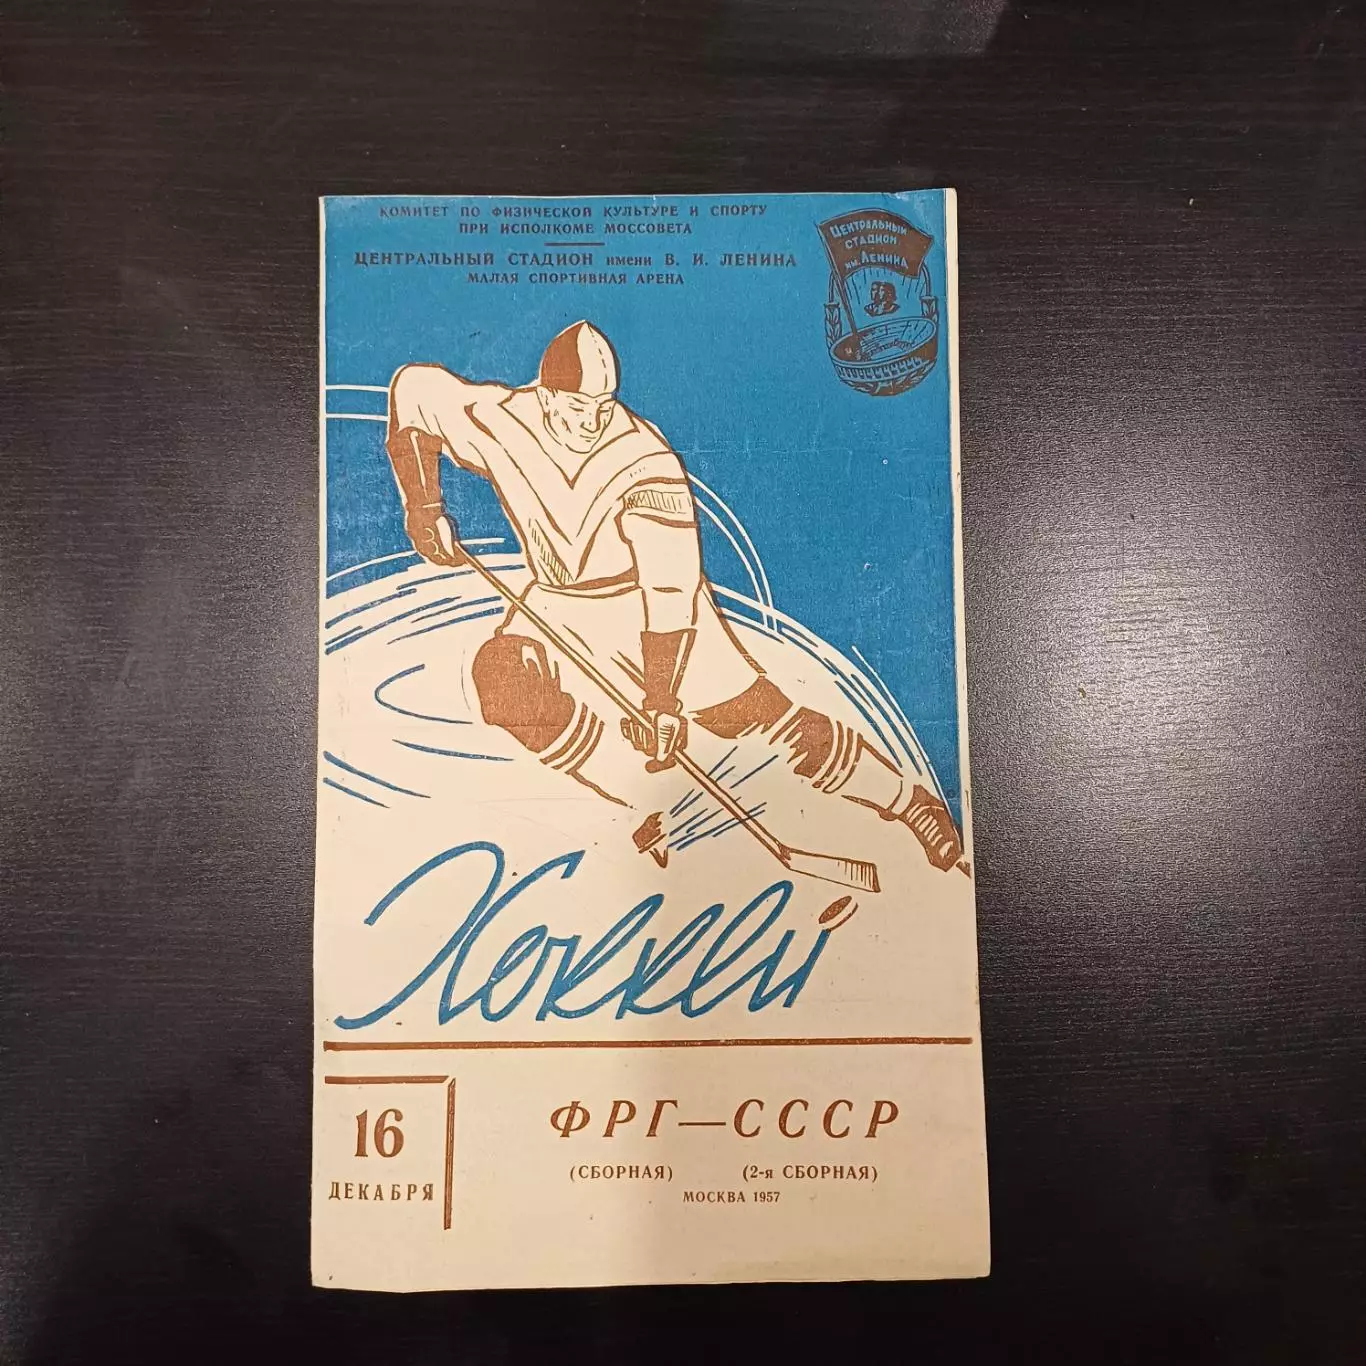 КОМИТЕТ ПО ФИЗИЧЕСКОЙ КУЛЬТУРЕ И СПОРТУ
ПРИ ИСПОЛКОМЕ МОССОВЕТА
ЦЕНТРАЛЬНЫЙ СТАДИОН имени В. И. ЛЕНИНА
МАЛАЯ СПОРТИВНАЯ АРЕНА
ЦЕНТРАЛЬНЫЙ
СТАДИОН
им. ЛЕНИНА
Хоккей
16
ДЕКАБРЯ
ФРГ—СССР
(СБОРНАЯ) (2-я СБОРНАЯ)
МОСКВА 1957